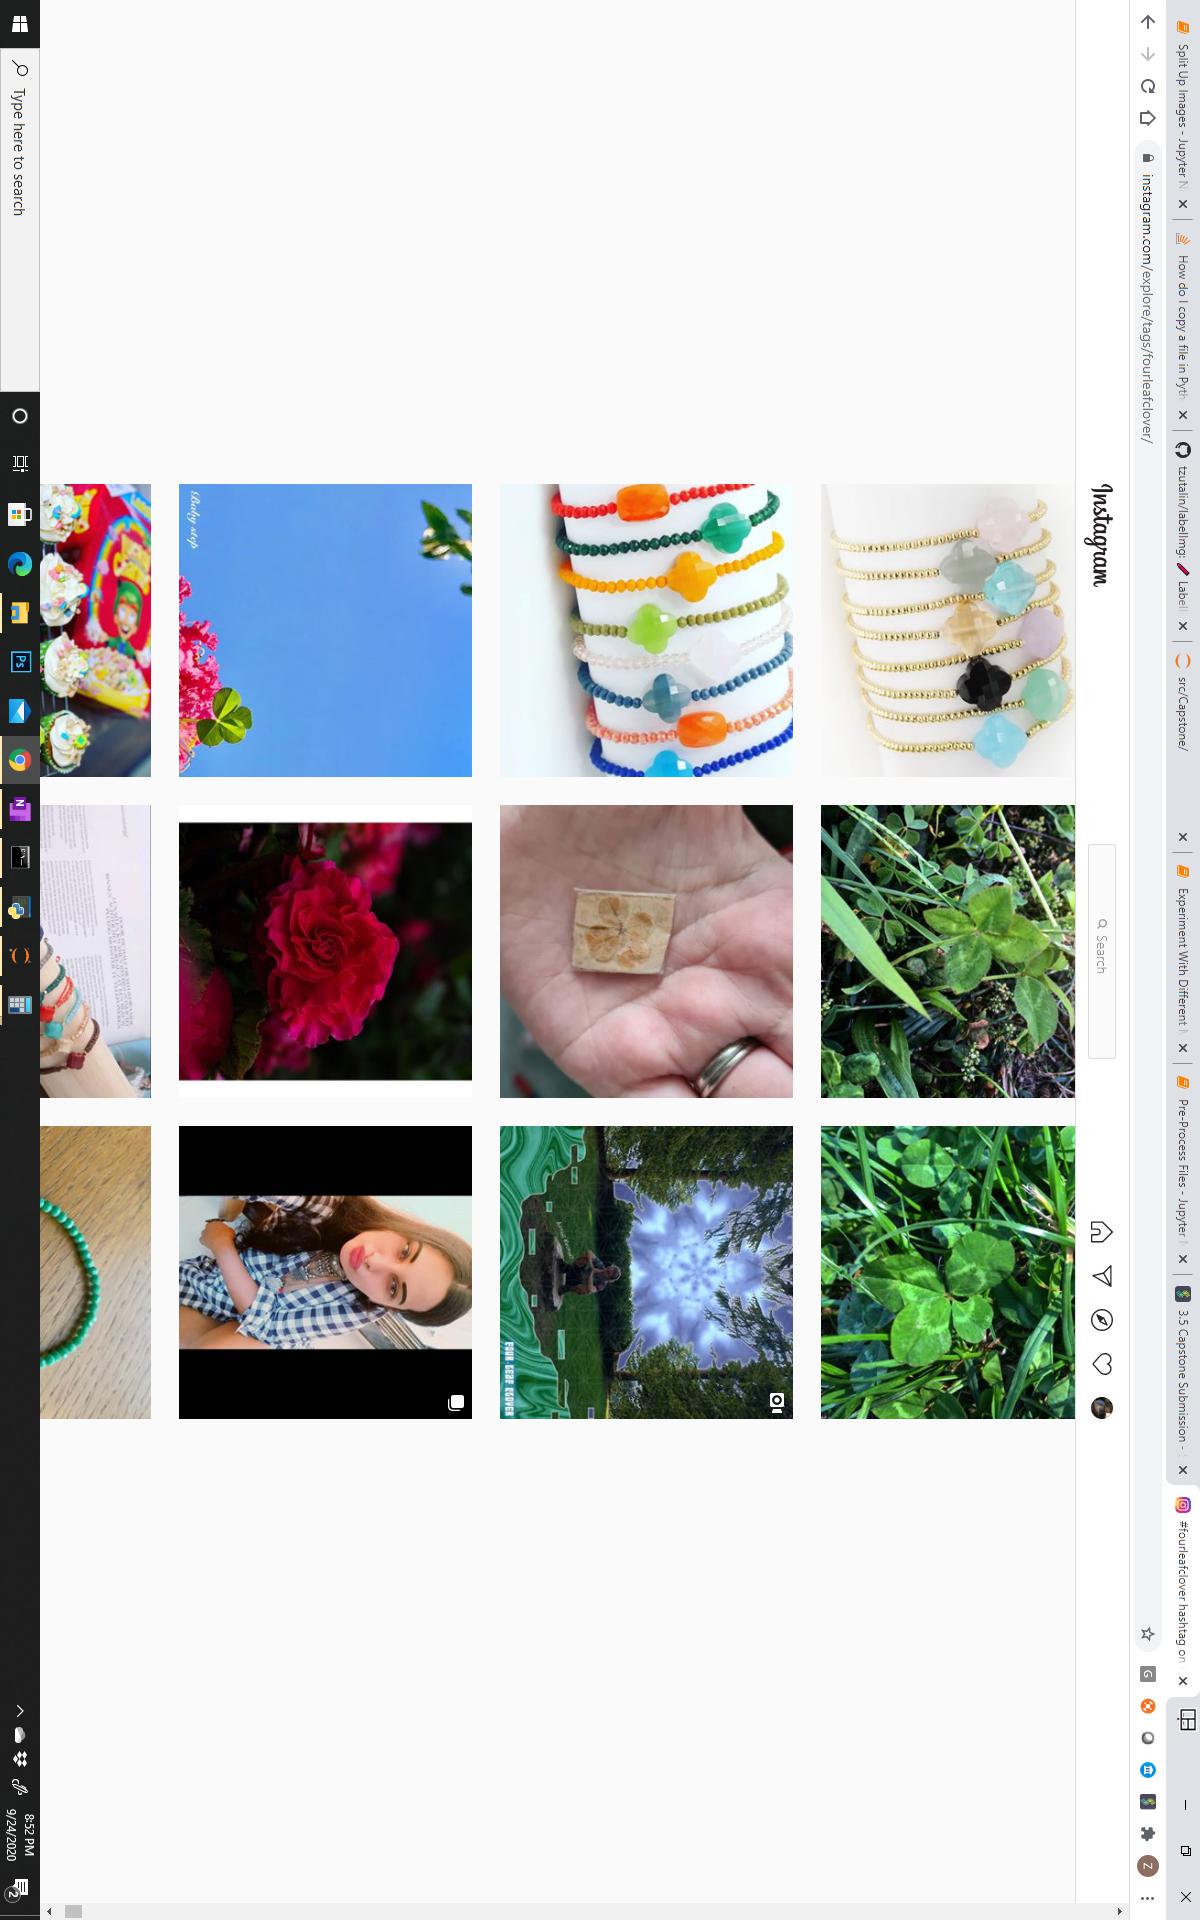 Split Up Images - Jupyter N
How do I copy a file in Pyth
tzutalin/labelImg: Label
src/Capstone/
Experiment With Different
Pre-Process Files - Jupyter
3.5 Capstone Submission -
#fourleafclover hashtag on
instagram.com/explore/tags/fourleafclover/
G
Z
Instagram
Search
FOUR LEAF CLOVER
Baby step
Type here to search
Ps
N
8:52 PM
9/24/2020
2